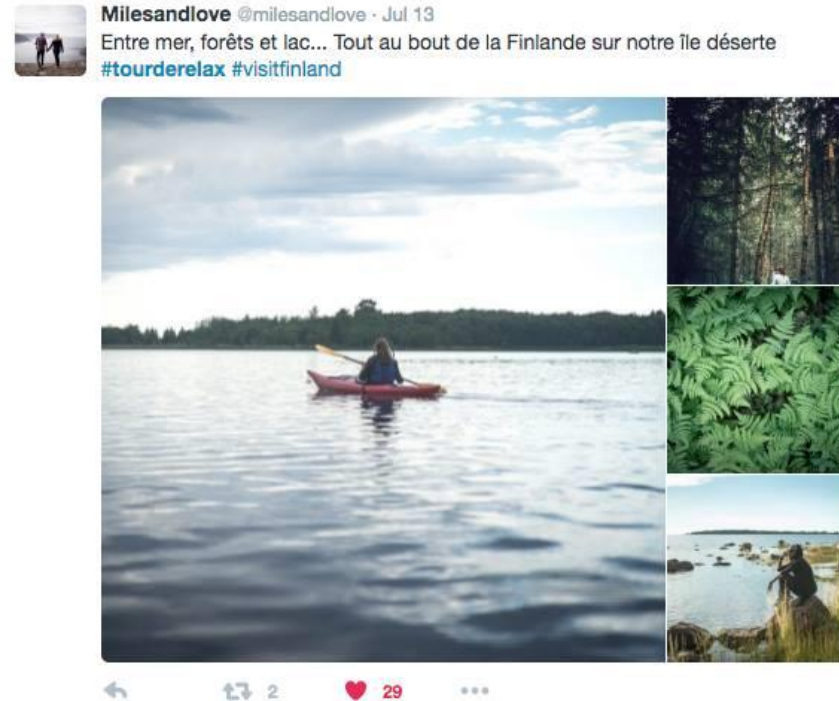 Milesandlove @milesandlove · Jul 13
Entre mer, forêts et lac... Tout au bout de la Finlande sur notre île déserte
#tourderelax #visitfinland
2 29